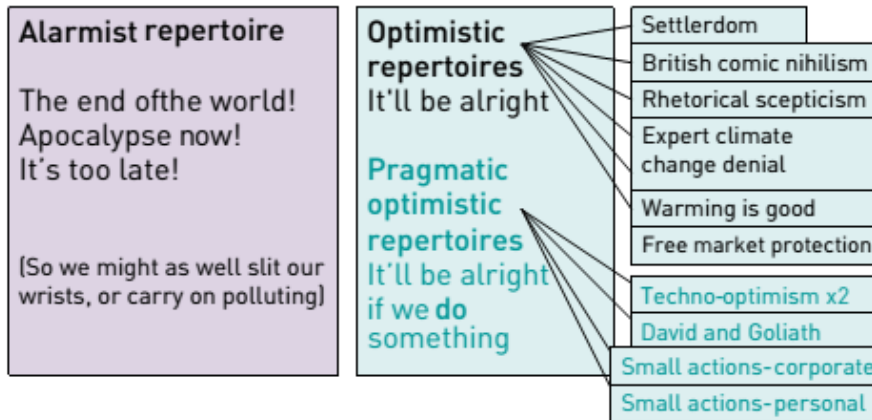 Alarmist repertoire
The end ofthe world!
Apocalypse now!
It's too late!
(So we might as well slit our
wrists, or carry on polluting)
Optimistic
repertoires
It'll be alright
Pragmatic
optimistic
repertoires
It'll be alright
if we do
something
Settlerdom
British comic nihilism
Rhetorical scepticism
Expert climate
change denial
Warming is good
Free market protection
Techno-optimism x2
David and Goliath
Small actions-corporate
Small actions-personal